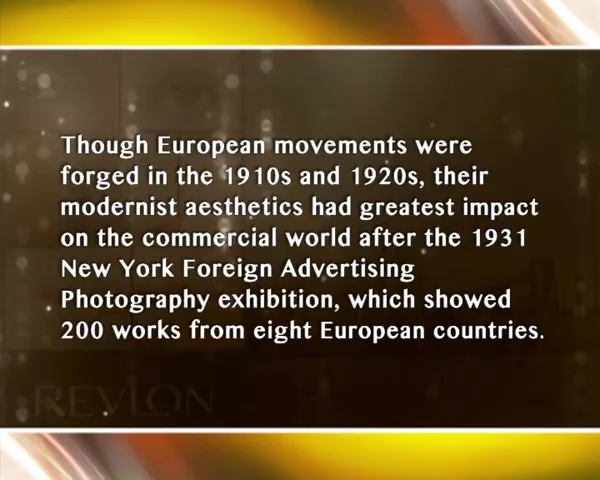 Though European movements were
forged in the 1910s and 1920s, their
modernist aesthetics had greatest impact
on the commercial world after the 1931
New York Foreign Advertising
Photography exhibition, which showed
200 works from eight European countries.
REVLON